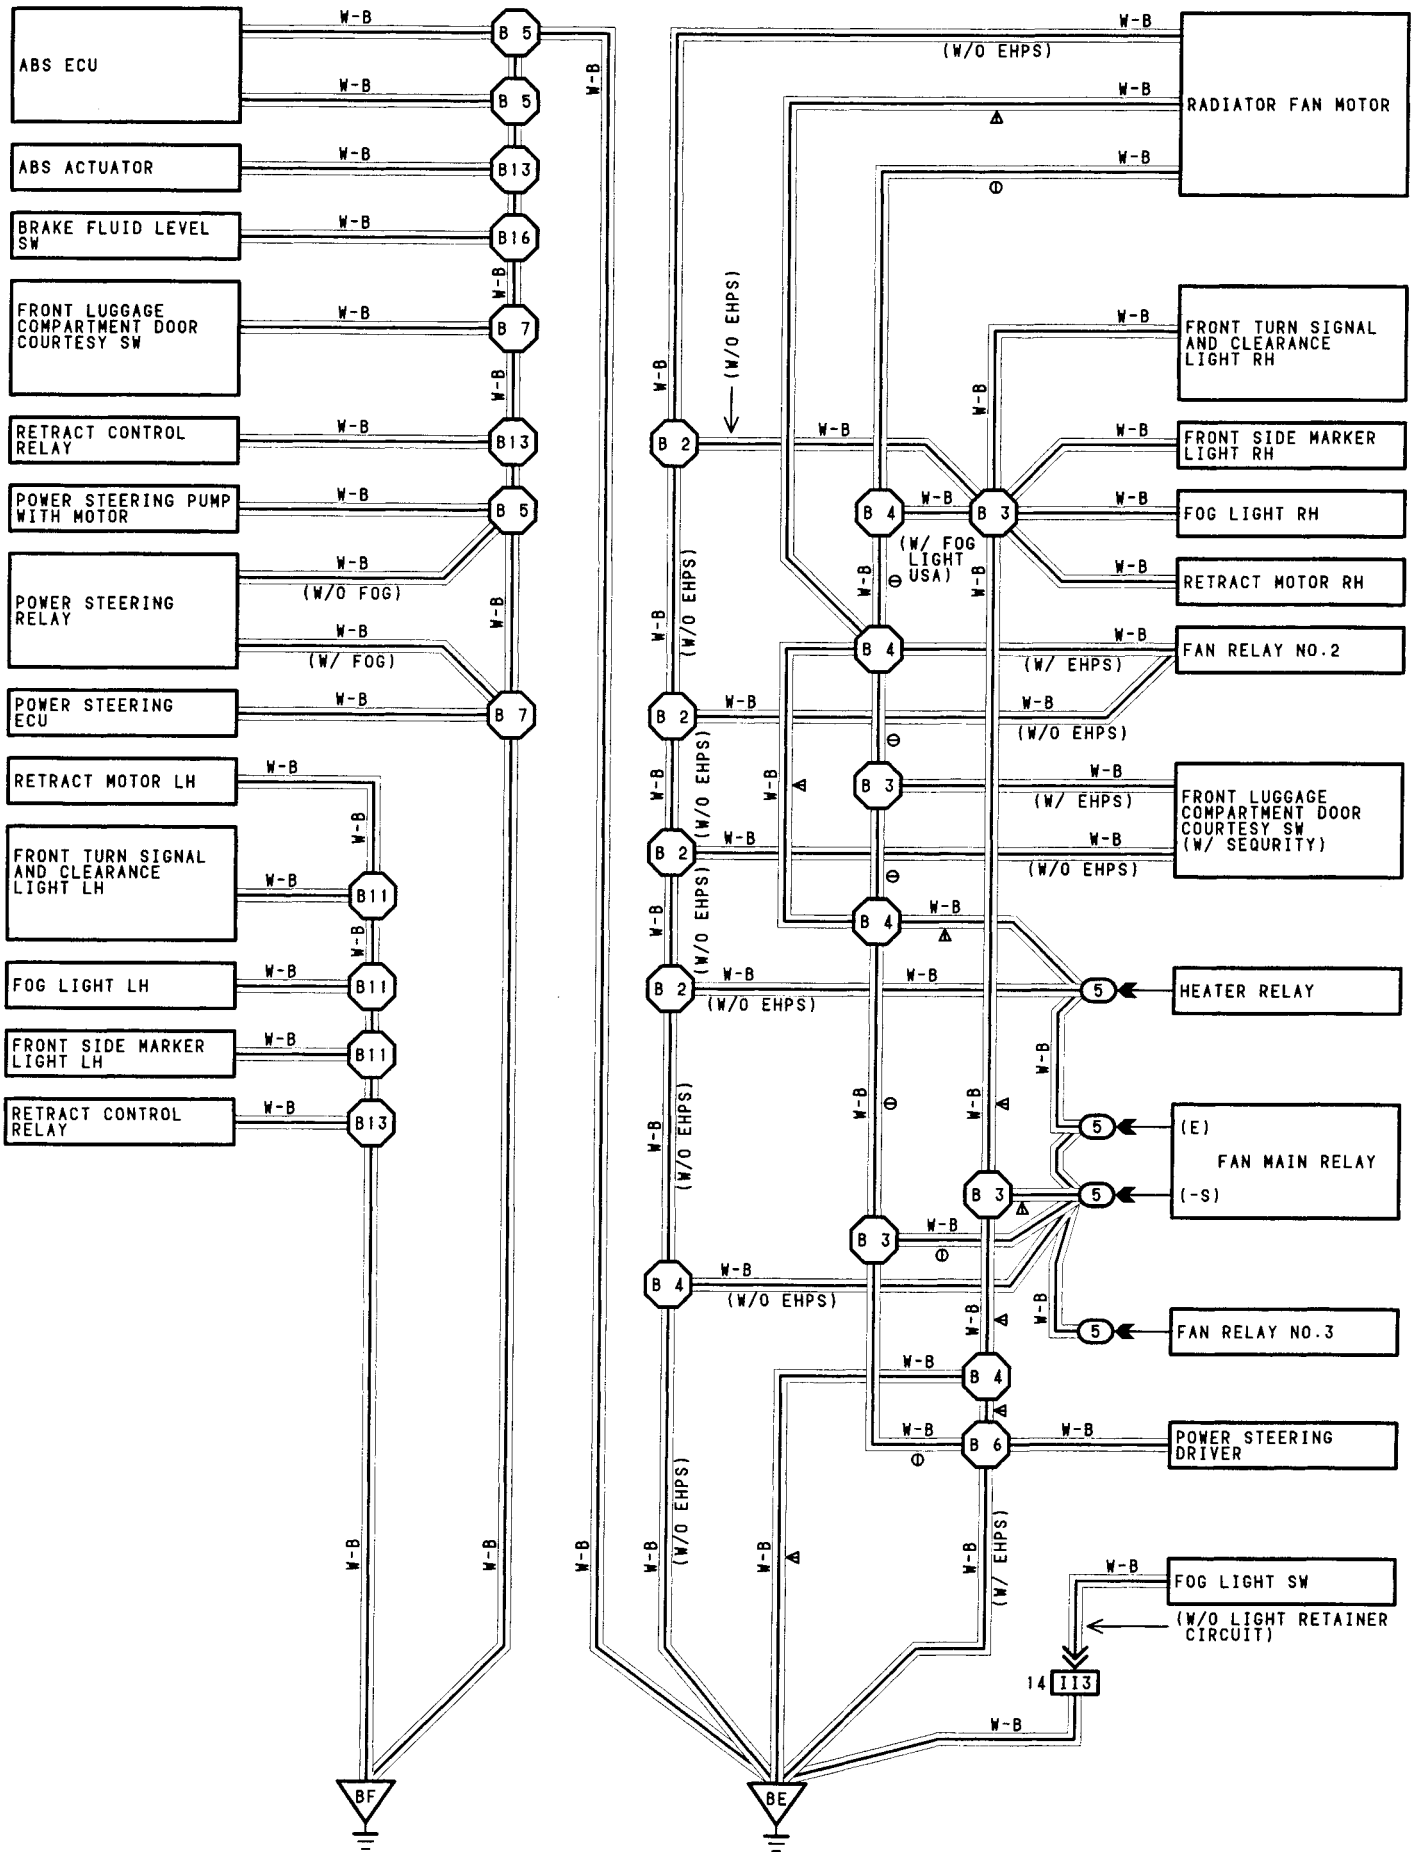 ABS ECU
W-B
B 5
W-B
B 5
W-B
ABS ACTUATOR
W-B
B13
BRAKE FLUID LEVEL
SW
W-B
B16
W-B
FRONT LUGGAGE
COMPARTMENT DOOR
COURTESY SW
W-B
B 7
W-B
RETRACT CONTROL
RELAY
W-B
B13
POWER STEERING PUMP
WITH MOTOR
W-B
B 5
POWER STEERING
RELAY
W-B
(W/O FOG)
W-B
(W/ FOG)
W-B
POWER STEERING
ECU
W-B
B 7
RETRACT MOTOR LH
W-B
W-B
FRONT TURN SIGNAL
AND CLEARANCE
LIGHT LH
W-B
B11
W-B
FOG LIGHT LH
W-B
B11
FRONT SIDE MARKER
LIGHT LH
W-B
B11
RETRACT CONTROL
RELAY
W-B
B13
W-B
W-B
BF
W-B
W-B
(W/O EHPS)
W-B
W-B
RADIATOR FAN MOTOR
W-B
(W/O EHPS)
B 2
W-B
W-B
FRONT TURN SIGNAL
AND CLEARANCE
LIGHT RH
W-B
W-B
FRONT SIDE MARKER
LIGHT RH
B 4
W-B
B 3
W-B
FOG LIGHT RH
(W/ FOG
LIGHT
USA)
W-B
W-B
W-B
RETRACT MOTOR RH
W-B
(W/O EHPS)
B 4
W-B
(W/ EHPS)
FAN RELAY NO.2
B 2
W-B
W-B
(W/O EHPS)
W-B
(W/O EHPS)
W-B
B 3
W-B
(W/ EHPS)
FRONT LUGGAGE
COMPARTMENT DOOR
COURTESY SW
(W/ SEQURITY)
B 2
W-B
W-B
(W/O EHPS)
W-B
(W/O EHPS)
B 4
W-B
B 2
W-B
(W/O EHPS)
W-B
5
HEATER RELAY
W-B
W-B
(W/O EHPS)
W-B
W-B
5
(E)
FAN MAIN RELAY
B 3
5
(-S)
B 3
W-B
B 4
W-B
(W/O EHPS)
W-B
W-B
5
FAN RELAY NO.3
W-B
B 4
W-B
B 6
W-B
POWER STEERING
DRIVER
W-B
(W/O EHPS)
W-B
W-B
(W/ EHPS)
W-B
FOG LIGHT SW
(W/O LIGHT RETAINER
CIRCUIT)
14 II3
W-B
BE